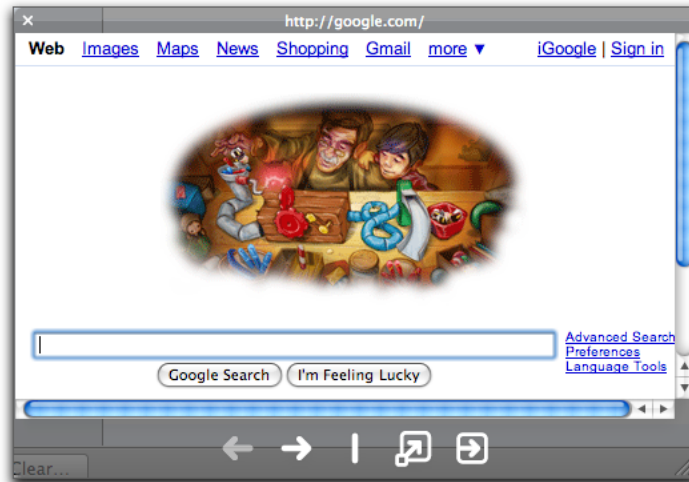 http://google.com/
Web Images Maps News Shopping Gmail more ▼ iGoogle | Sign in
Advanced Search
Preferences
Language Tools
Google Search I'm Feeling Lucky
Clear...